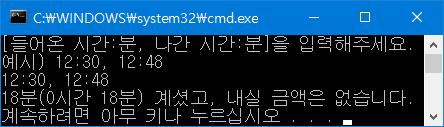 C:₩WINDOWS₩system32₩cmd.exe
[들어온 시간:분, 나간 시간:분]을 입력해주세요.
예시) 12:30, 12:48
12:30, 12:48
18분(0시간 18분) 계셨고, 내실 금액은 없습니다.
계속하려면 아무 키나 누르십시오 . . .